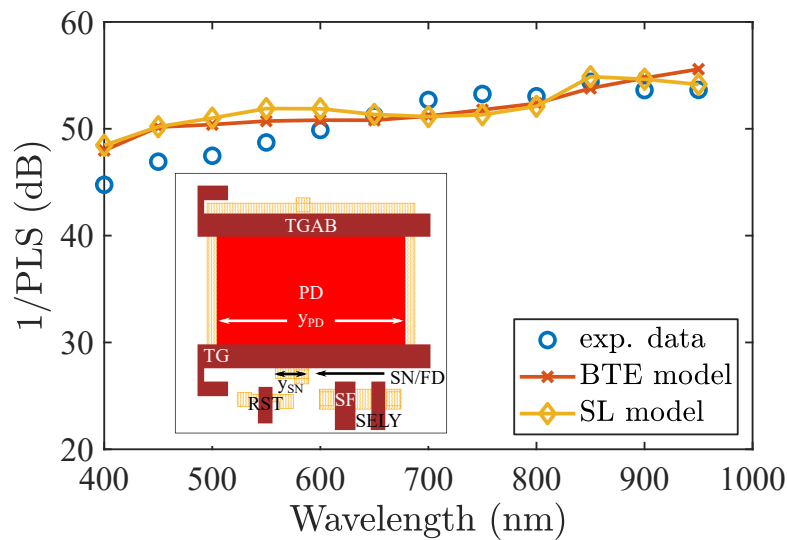 60
50
40
30
20
1/PLS (dB)
400 500 600 700 800 900 1000
Wavelength (nm)
TGAB
PD
yPD
TG
ySN
SN/FD
RST
SF
SELY
exp. data
BTE model
SL model